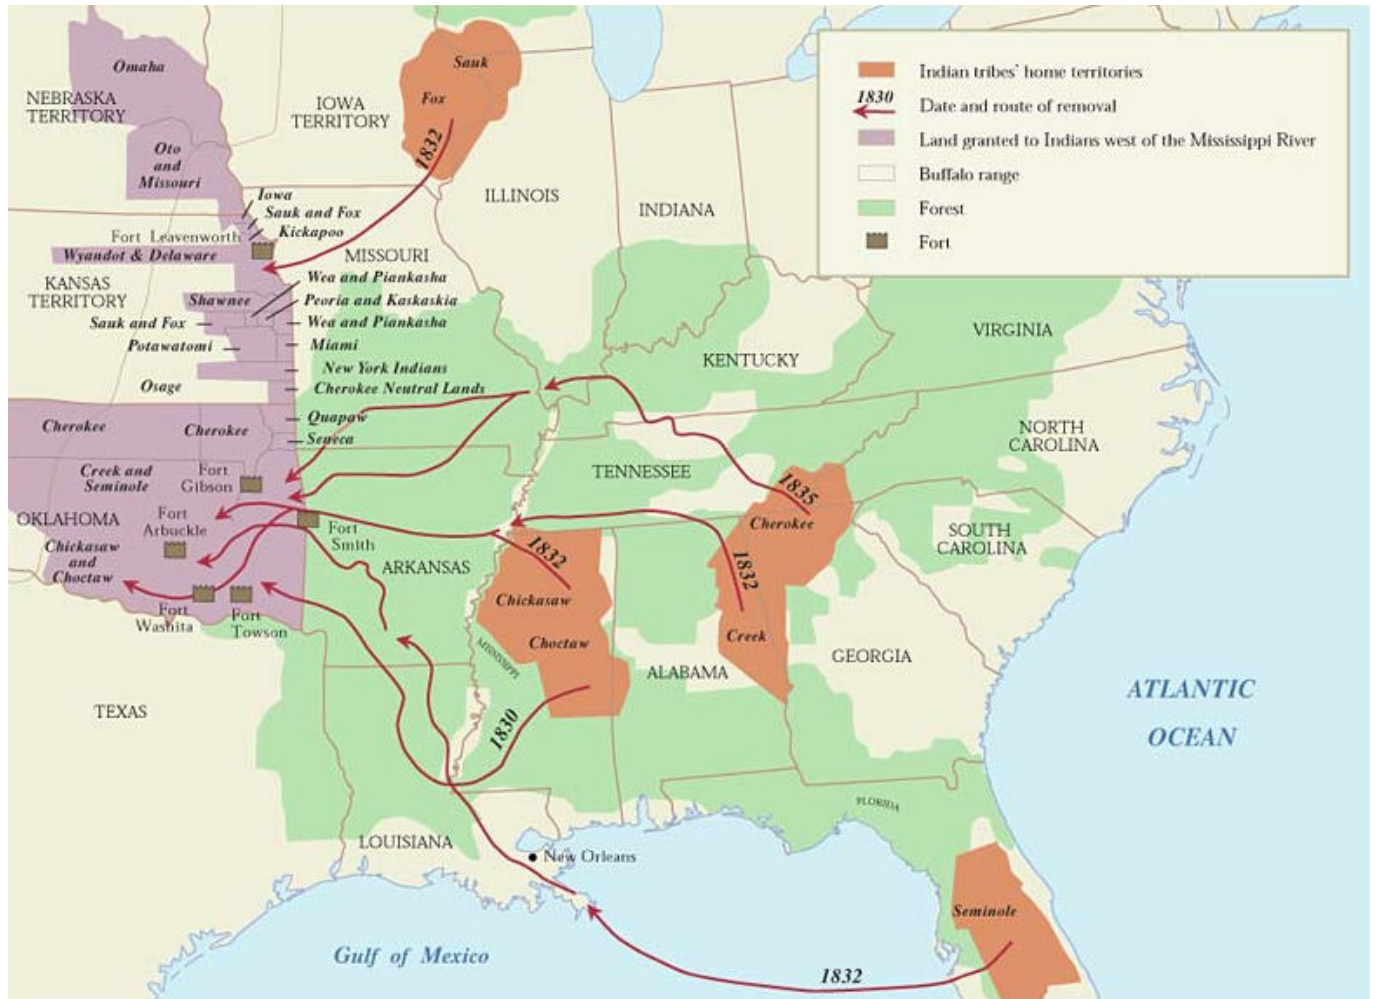 Indian tribes' home territories
1830
Date and route of removal
Land granted to Indians west of the Mississippi River
Buffalo range
Forest
Fort
Omaha
NEBRASKA
TERRITORY
Oto
and
Missouri
IOWA
TERRITORY
Sauk
Fox
1832
ILLINOIS
INDIANA
Iowa
Sauk and Fox
Kickapoo
Fort Leavenworth
Wyandot & Delaware
MISSOURI
KANSAS
TERRITORY
Shawnee
Wea and Piankasha
Peoria and Kaskaskia
Sauk and Fox
Wea and Piankasha
Potawatomi
Miami
New York Indians
Osage
Cherokee Neutral Lands
Quapaw
Seneca
Cherokee
Cherokee
Creek and
Seminole
Fort
Gibson
OKLAHOMA
Fort
Arbuckle
Fort
Smith
Chickasaw
and
Choctaw
Fort
Washita
Fort
Towson
ARKANSAS
KENTUCKY
VIRGINIA
TENNESSEE
NORTH
CAROLINA
1835
Cherokee
SOUTH
CAROLINA
1832
Chickasaw
Choctaw
1832
Creek
MISSISSIPPI
ALABAMA
GEORGIA
1830
TEXAS
ATLANTIC
OCEAN
LOUISIANA
New Orleans
FLORIDA
Seminole
Gulf of Mexico
1832